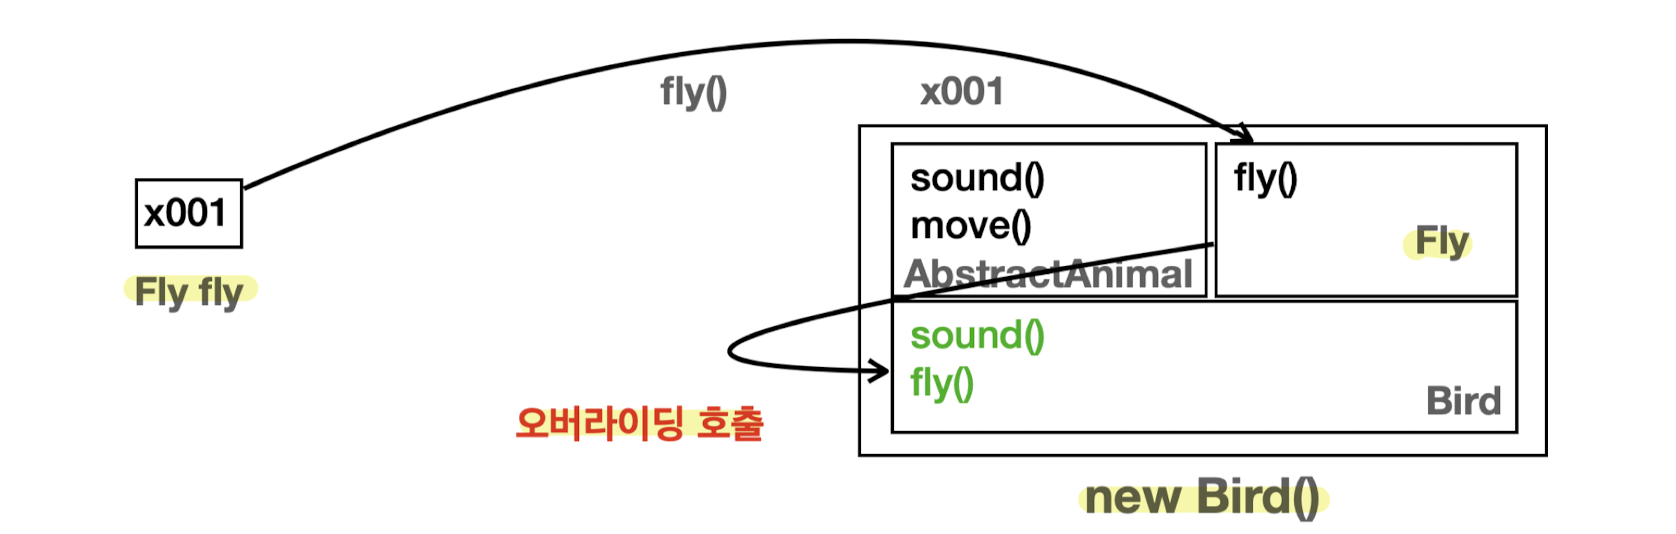 fly()
x001
x001
Fly fly
sound()
move()
AbstractAnimal
fly()
Fly
sound()
fly()
Bird
오버라이딩 호출
new Bird()